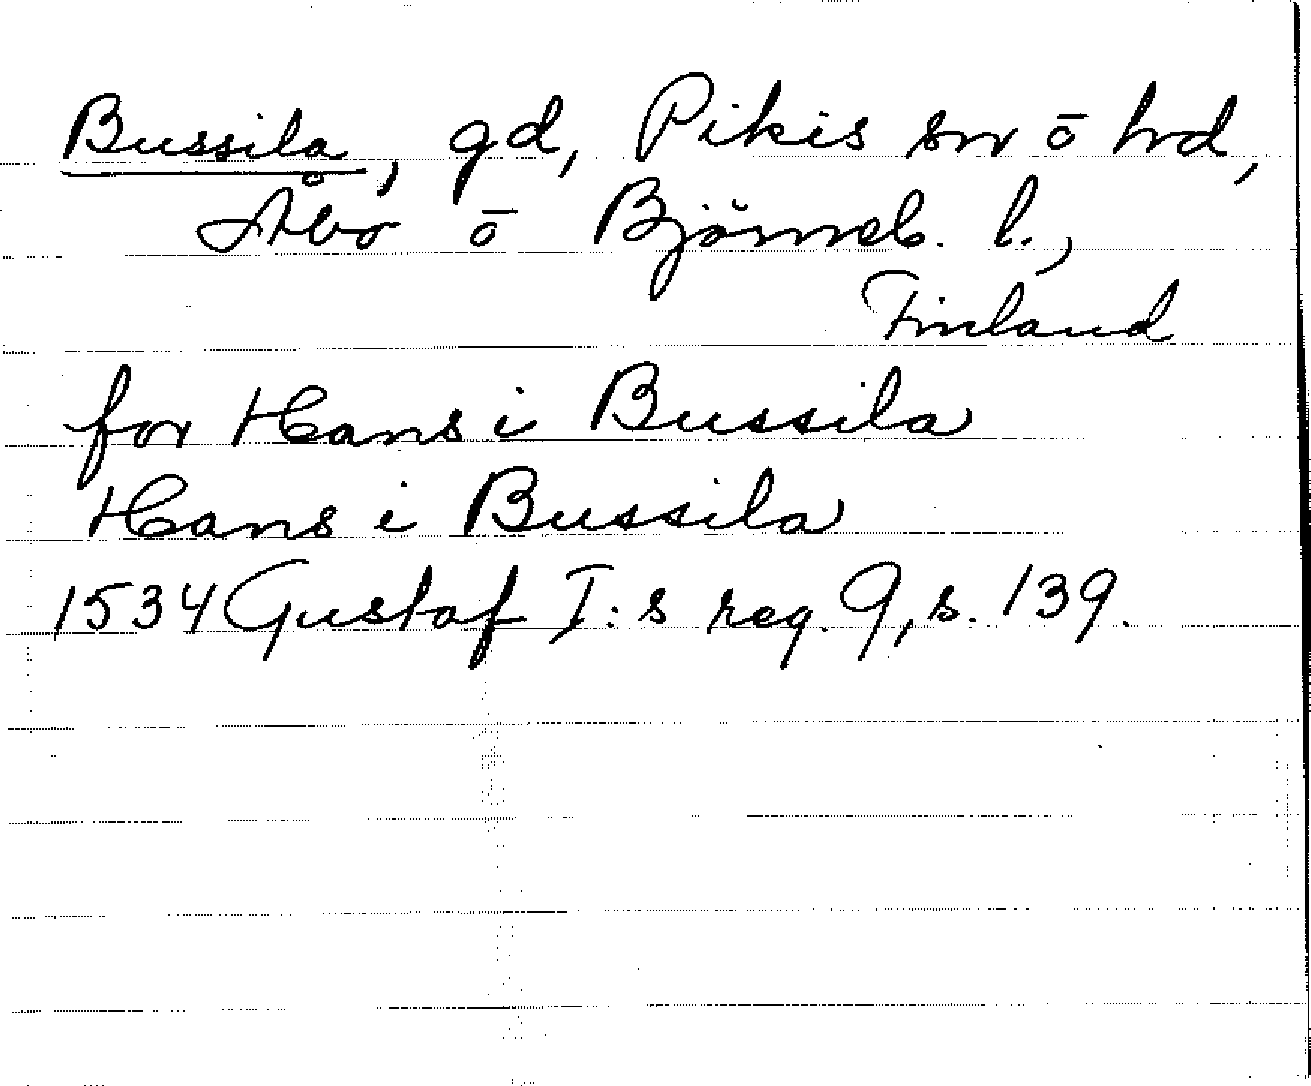 Bussila, gd, Pikis sn ō hd,
Åbo ō Björneb. l.,
Finland
for Hans i Bussila
Hans i Bussila
1534 Gustaf I:s reg. 9, s. 139.